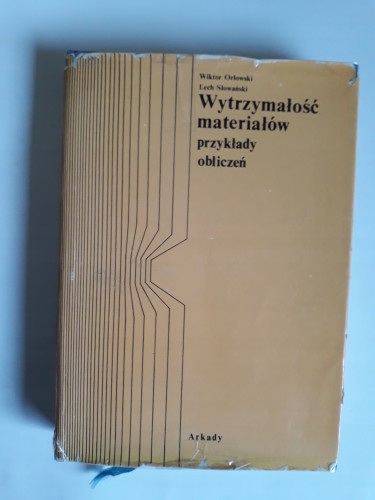 Wiktor Orłowski
Lech Słowański
Wytrzymałość
materiałów
przykłady
obliczeń
Arkady